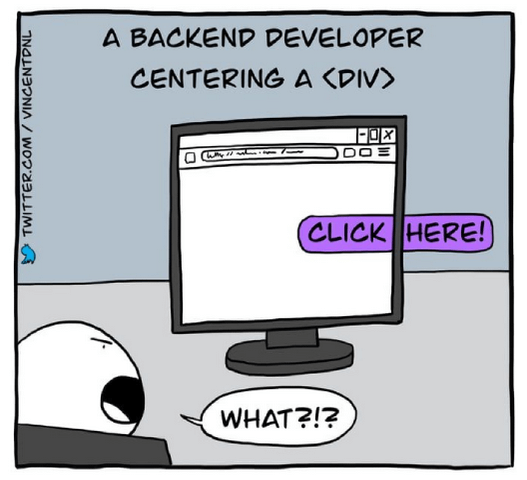 A BACKEND DEVELOPER
CENTERING A <DIV>
TWITTER.COM / VINCENTDNL
CLICK HERE!
WHAT?!?